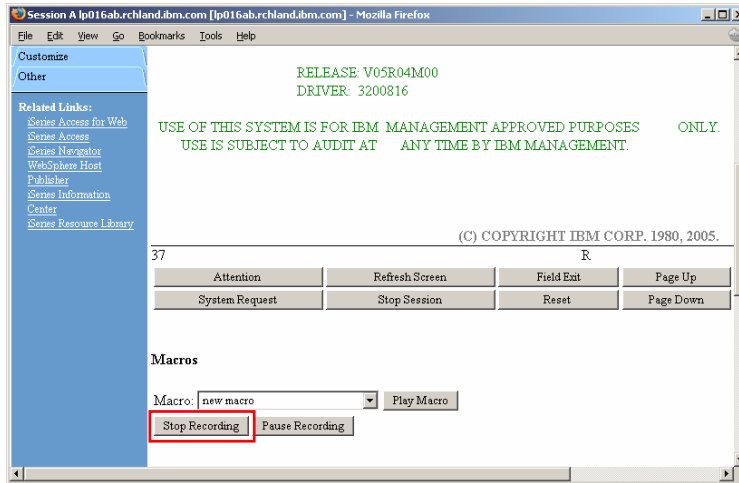 Session A lp016ab.rchland.ibm.com [lp016ab.rchland.ibm.com] - Mozilla Firefox
File Edit View Go Bookmarks Tools Help
Customize
Other
Related Links:
iSeries Access for Web
iSeries Access
iSeries Navigator
WebSphere Host
Publisher
iSeries Information
Center
iSeries Resource Library
RELEASE: V05R04M00
DRIVER: 3200816
USE OF THIS SYSTEM IS FOR IBM MANAGEMENT APPROVED PURPOSES ONLY.
USE IS SUBJECT TO AUDIT AT ANY TIME BY IBM MANAGEMENT.
(C) COPYRIGHT IBM CORP. 1980, 2005.
37 R
Attention Refresh Screen Field Exit Page Up
System Request Stop Session Reset Page Down
Macros
Macro: new macro Play Macro
Stop Recording Pause Recording